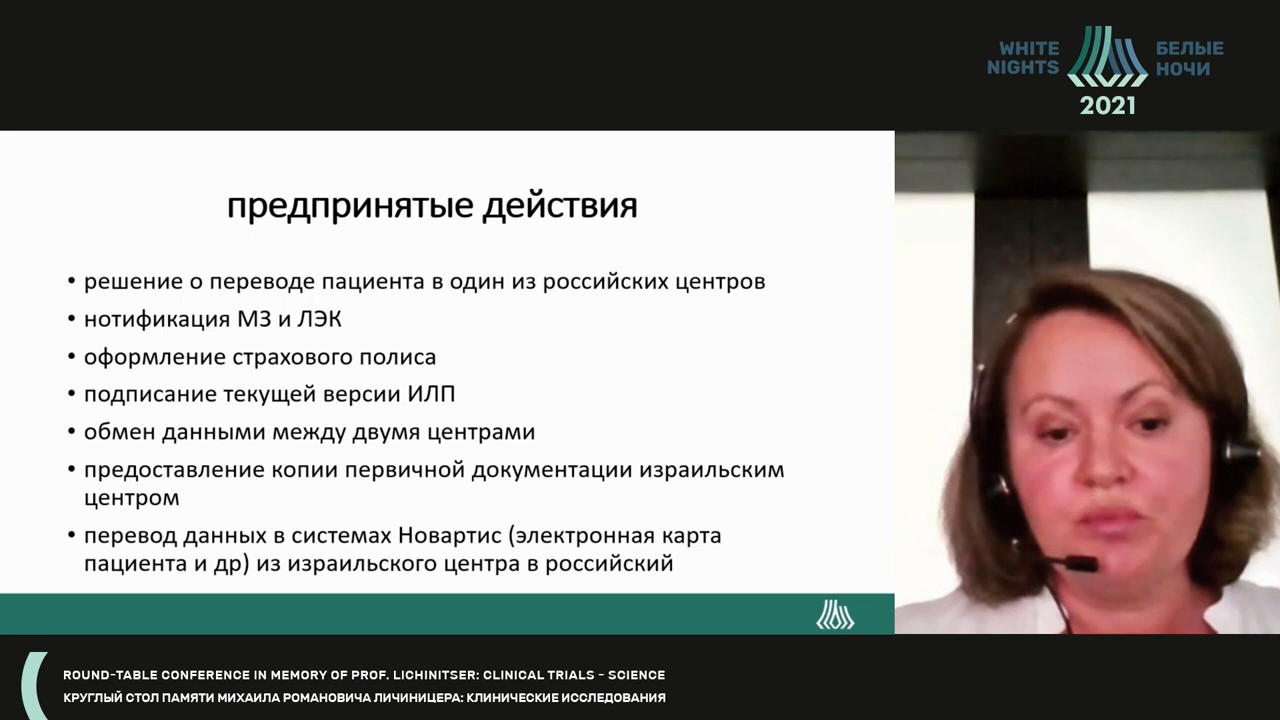 WHITE NIGHTS
БЕЛЫЕ НОЧИ
2021
предпринятые действия
• решение о переводе пациента в один из российских центров
• нотификация МЗ и ЛЭК
• оформление страхового полиса
• подписание текущей версии ИЛП
• обмен данными между двумя центрами
• предоставление копии первичной документации израильским
центром
• перевод данных в системах Новартис (электронная карта
пациента и др) из израильского центра в российский
ROUND-TABLE CONFERENCE IN MEMORY OF PROF. LICHINITSER: CLINICAL TRIALS - SCIENCE
КРУГЛЫЙ СТОЛ ПАМЯТИ МИХАИЛА РОМАНОВИЧА ЛИЧИНИЦЕРА: КЛИНИЧЕСКИЕ ИССЛЕДОВАНИЯ